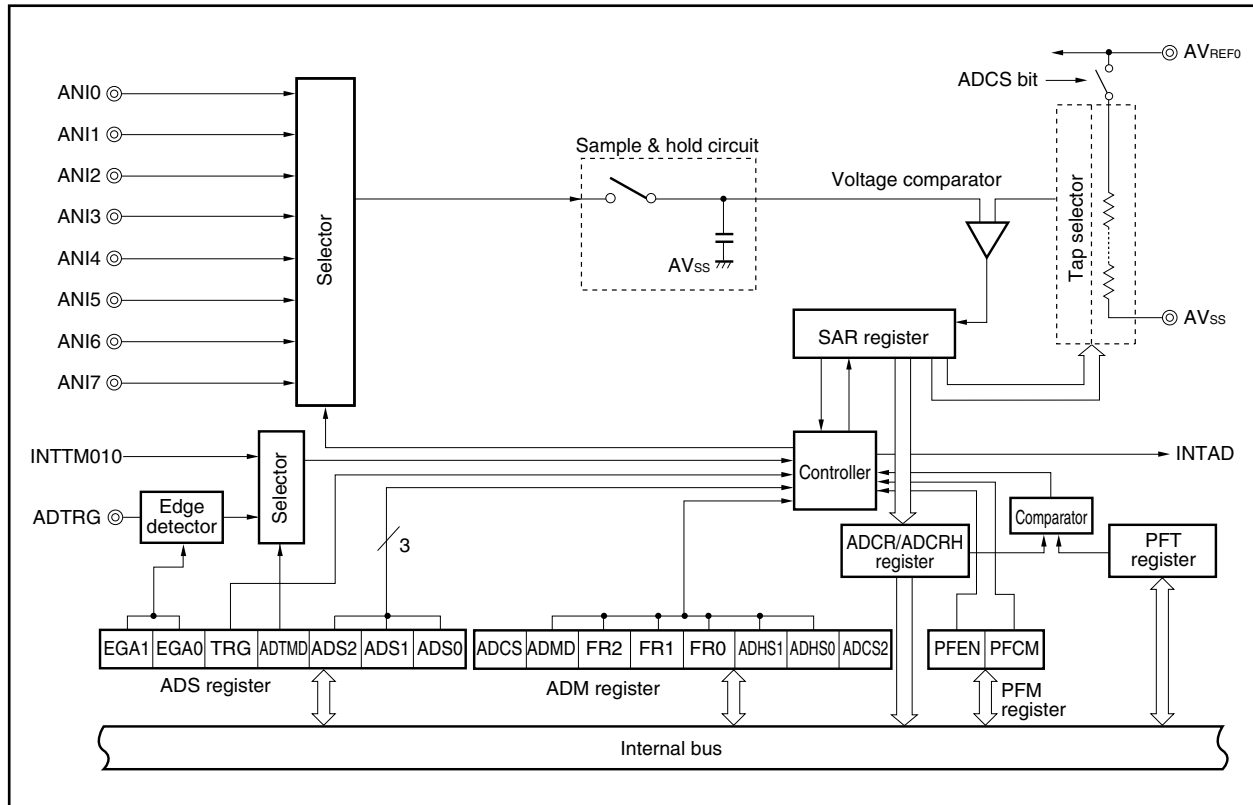 AVREF0
ADCS bit
ANI0
ANI1
ANI2
ANI3
ANI4
ANI5
ANI6
ANI7
Selector
Sample & hold circuit
AVSS
Voltage comparator
Tap selector
AVSS
SAR register
INTTM010
ADTRG
Edge
detector
Selector
Controller
INTAD
3
Comparator
ADCR/ADCRH
register
PFT
register
EGA1 EGA0 TRG ADTMD ADS2 ADS1 ADS0
ADS register
ADCS ADMD FR2 FR1 FR0 ADHS1 ADHS0 ADCS2
ADM register
PFEN PFCM
PFM
register
Internal bus